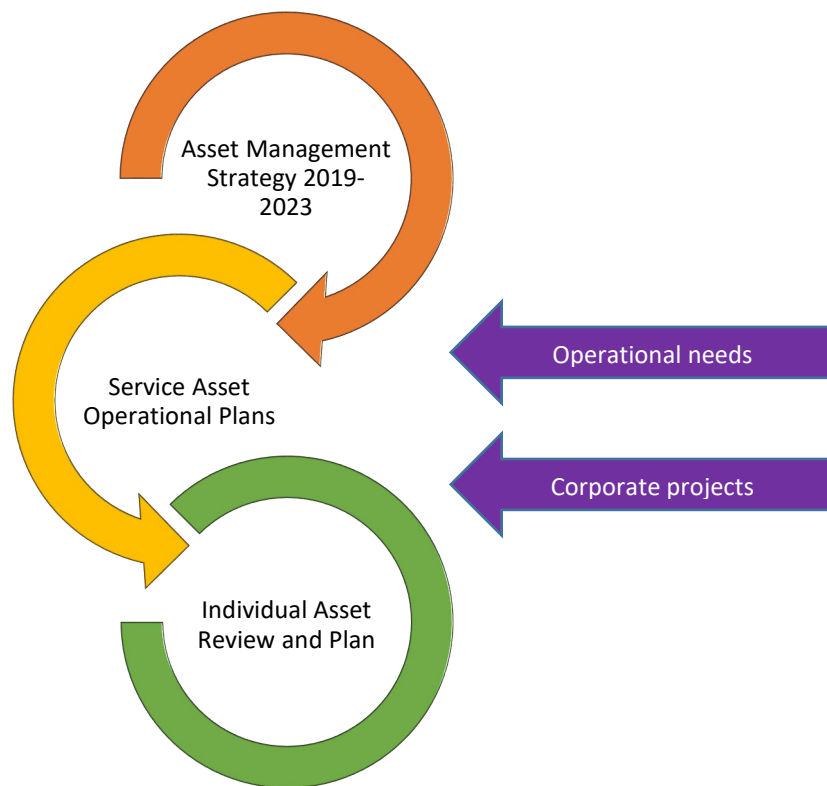 Asset Management
Strategy 2019-
2023
Operational needs
Service Asset
Operational Plans
Corporate projects
Individual Asset
Review and Plan